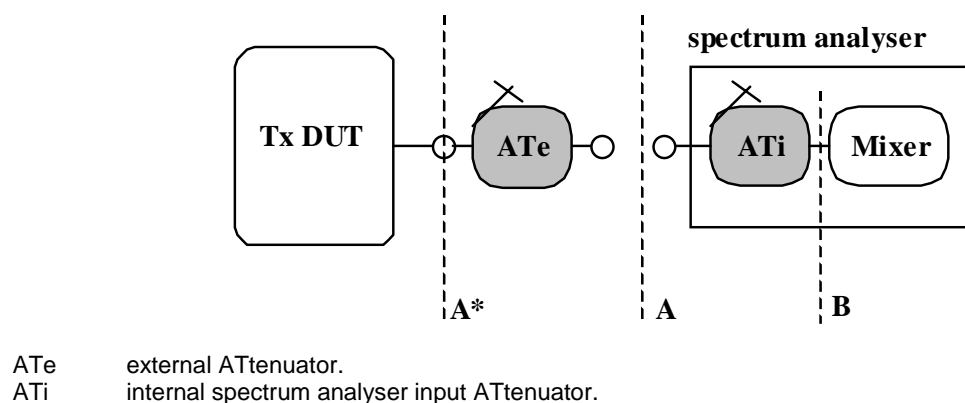 spectrum analyser
Tx DUT
ATe
ATi
Mixer
A*
A
B
ATe external ATtenuator.
ATi internal spectrum analyser input ATtenuator.